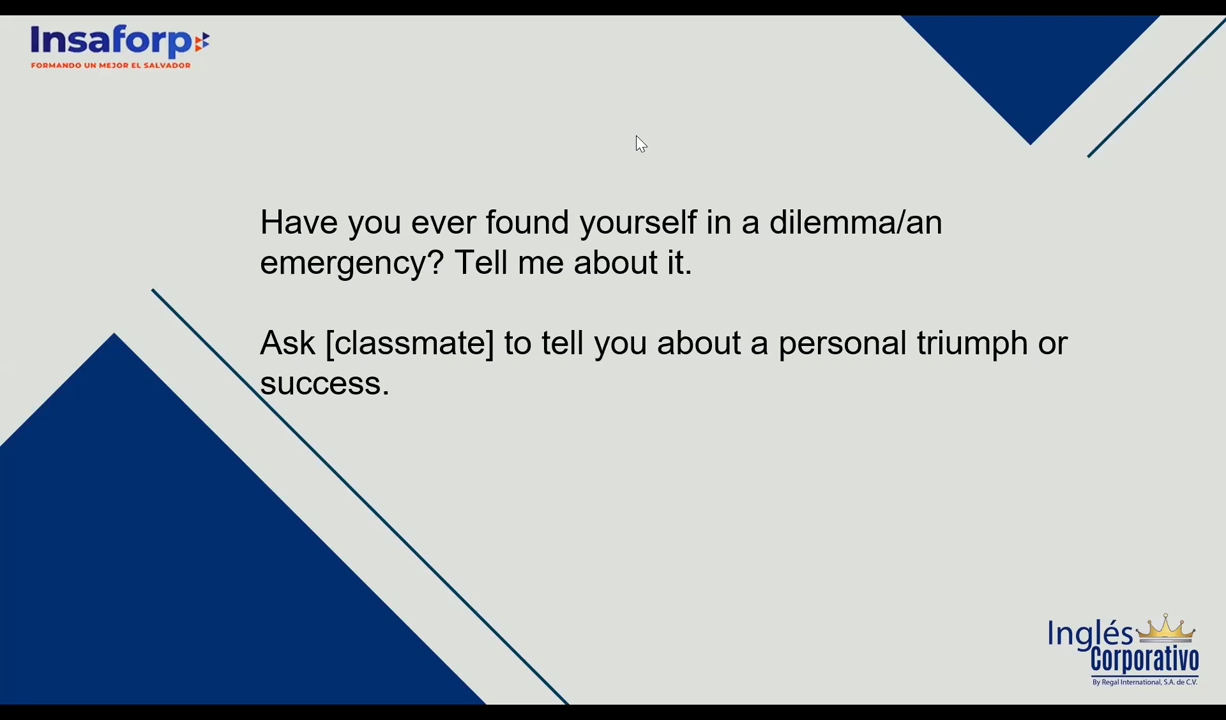 Insaforp
FORMANDO UN MEJOR EL SALVADOR
Have you ever found yourself in a dilemma/an
emergency? Tell me about it.
Ask [classmate] to tell you about a personal triumph or
success.
Inglés
Corporativo
By Regal International, S.A. de C.V.